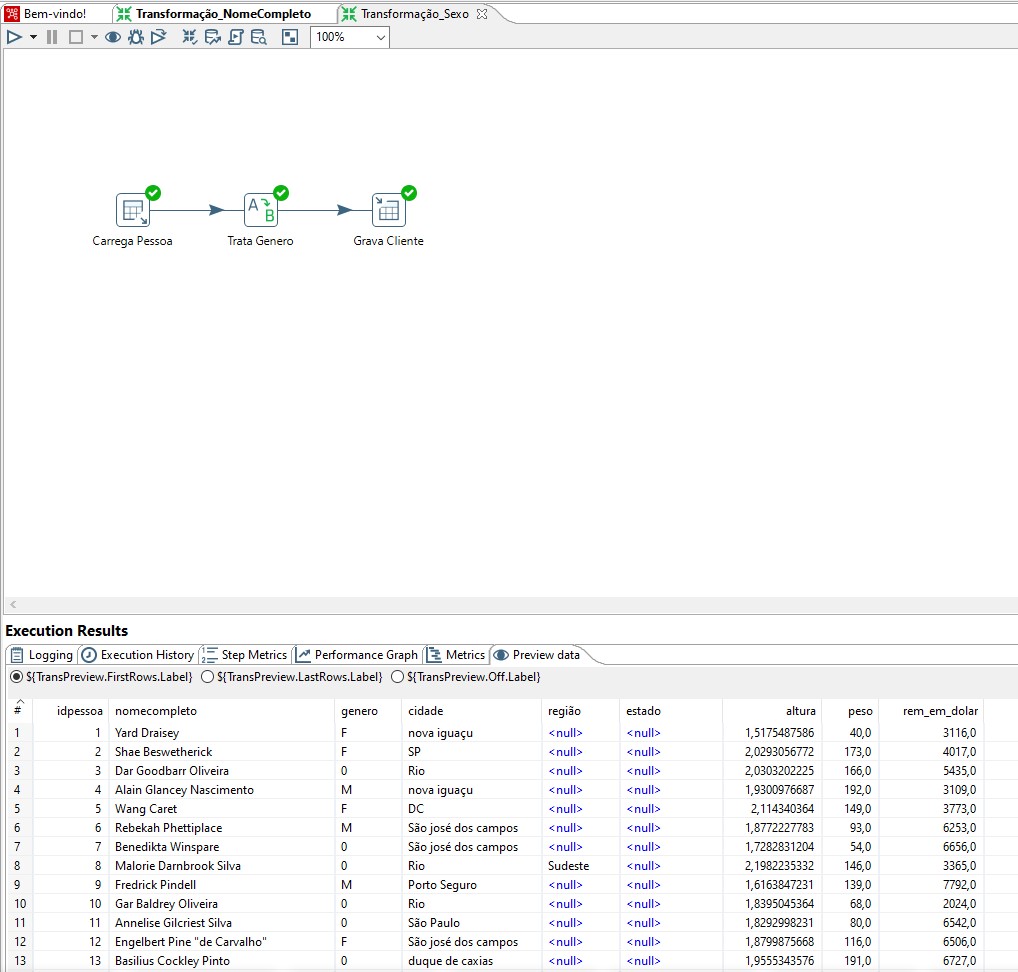 Bem-vindo! Transformação_NomeCompleto Transformação_Sexo
100%
A B
Carrega Pessoa Trata Genero Grava Cliente
Execution Results
Logging Execution History Step Metrics Performance Graph Metrics Preview data
${TransPreview.FirstRows.Label} ${TransPreview.LastRows.Label} ${TransPreview.Off.Label}
# idpessoa nomecompleto genero cidade região estado altura peso rem_em_dolar
1 1 Yard Draisey F nova iguaçu <null> <null> 1,5175487586 40,0 3116,0
2 2 Shae Beswetherick F SP <null> <null> 2,0293056772 173,0 4017,0
3 3 Dar Goodbarr Oliveira 0 Rio <null> <null> 2,0303202225 166,0 5435,0
4 4 Alain Glancey Nascimento M nova iguaçu <null> <null> 1,9300976687 192,0 3109,0
5 5 Wang Caret F DC <null> <null> 2,114340364 149,0 3773,0
6 6 Rebekah Phettiplace M São josé dos campos <null> <null> 1,8772227783 93,0 6253,0
7 7 Benedikta Winspare 0 São josé dos campos <null> <null> 1,7282831204 54,0 6656,0
8 8 Malorie Darnbrook Silva 0 Rio Sudeste <null> 2,1982235332 146,0 3365,0
9 9 Fredrick Pindell M Porto Seguro <null> <null> 1,6163847231 139,0 7792,0
10 10 Gar Baldrey Oliveira 0 Rio <null> <null> 1,8395045364 68,0 2024,0
11 11 Annelise Gilcriest Silva 0 São Paulo <null> <null> 1,8292998231 80,0 6542,0
12 12 Engelbert Pine "de Carvalho" F São josé dos campos <null> <null> 1,8799875668 116,0 6506,0
13 13 Basilius Cockley Pinto 0 duque de caxias <null> <null> 1,9555343576 191,0 6727,0